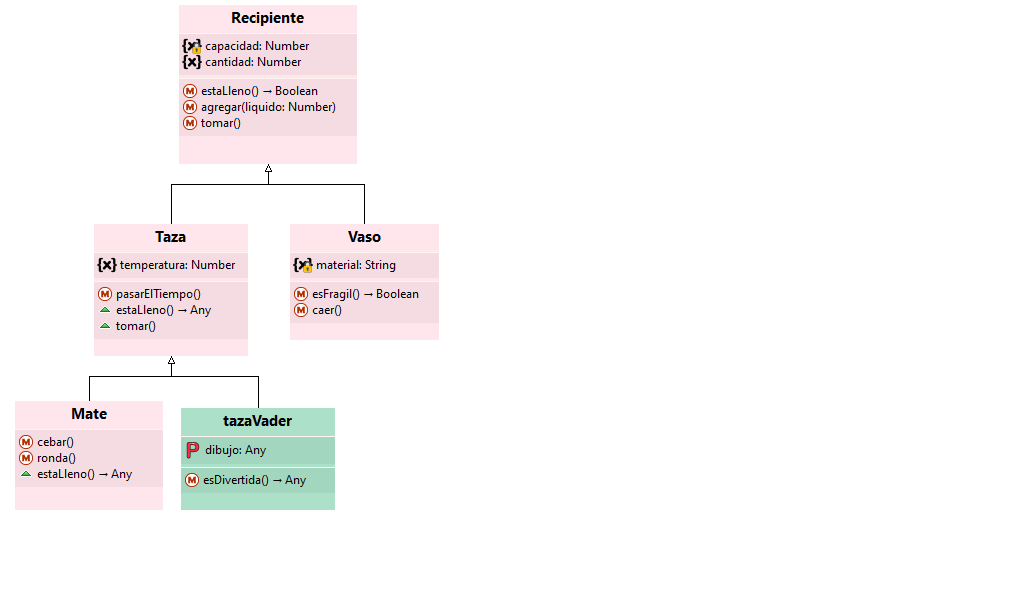 Recipiente
capacidad: Number
cantidad: Number
estaLleno() → Boolean
agregar(liquido: Number)
tomar()
Taza
temperatura: Number
pasarElTiempo()
estaLleno() → Any
tomar()
Vaso
material: String
esFragil() → Boolean
caer()
Mate
cebar()
ronda()
estaLleno() → Any
tazaVader
dibujo: Any
esDivertida() → Any